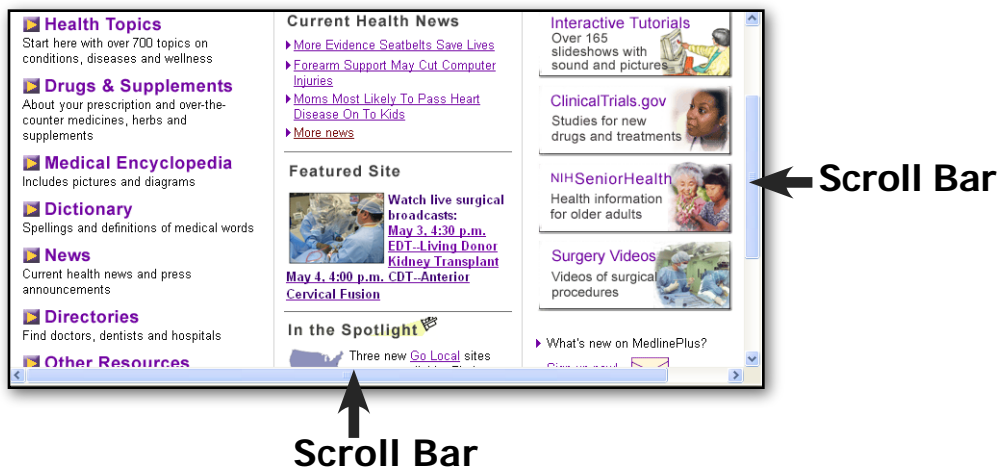 Health Topics
Start here with over 700 topics on
conditions, diseases and wellness
Drugs & Supplements
About your prescription and over-the-
counter medicines, herbs and
supplements
Medical Encyclopedia
Includes pictures and diagrams
Dictionary
Spellings and definitions of medical words
News
Current health news and press
announcements
Directories
Find doctors, dentists and hospitals
Other Resources
Current Health News
More Evidence Seatbelts Save Lives
Forearm Support May Cut Computer
Injuries
Moms Most Likely To Pass Heart
Disease On To Kids
More news
Featured Site
Watch live surgical
broadcasts:
May 3, 4:30 p.m.
EDT--Living Donor
Kidney Transplant
May 4, 4:00 p.m. CDT--Anterior
Cervical Fusion
In the Spotlight
Three new Go Local sites
Interactive Tutorials
Over 165
slideshows with
sound and pictures
ClinicalTrials.gov
Studies for new
drugs and treatments
NIHSeniorHealth
Health information
for older adults
Surgery Videos
Videos of surgical
procedures
What's new on MedlinePlus?
Scroll Bar
Scroll Bar